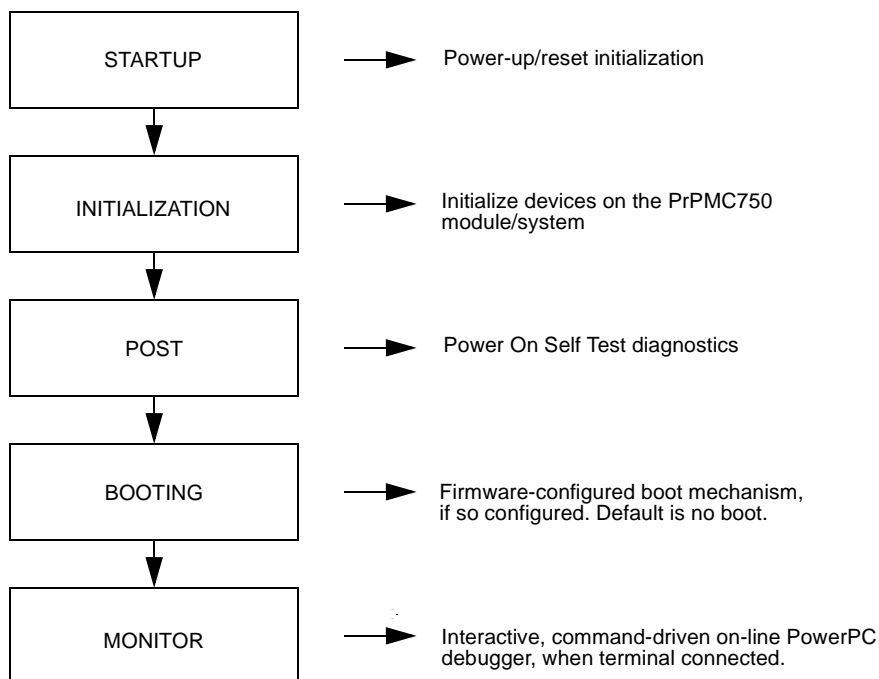 STARTUP
Power-up/reset initialization
INITIALIZATION
Initialize devices on the PrPMC750
module/system
POST
Power On Self Test diagnostics
BOOTING
Firmware-configured boot mechanism,
if so configured. Default is no boot.
MONITOR
Interactive, command-driven on-line PowerPC
debugger, when terminal connected.